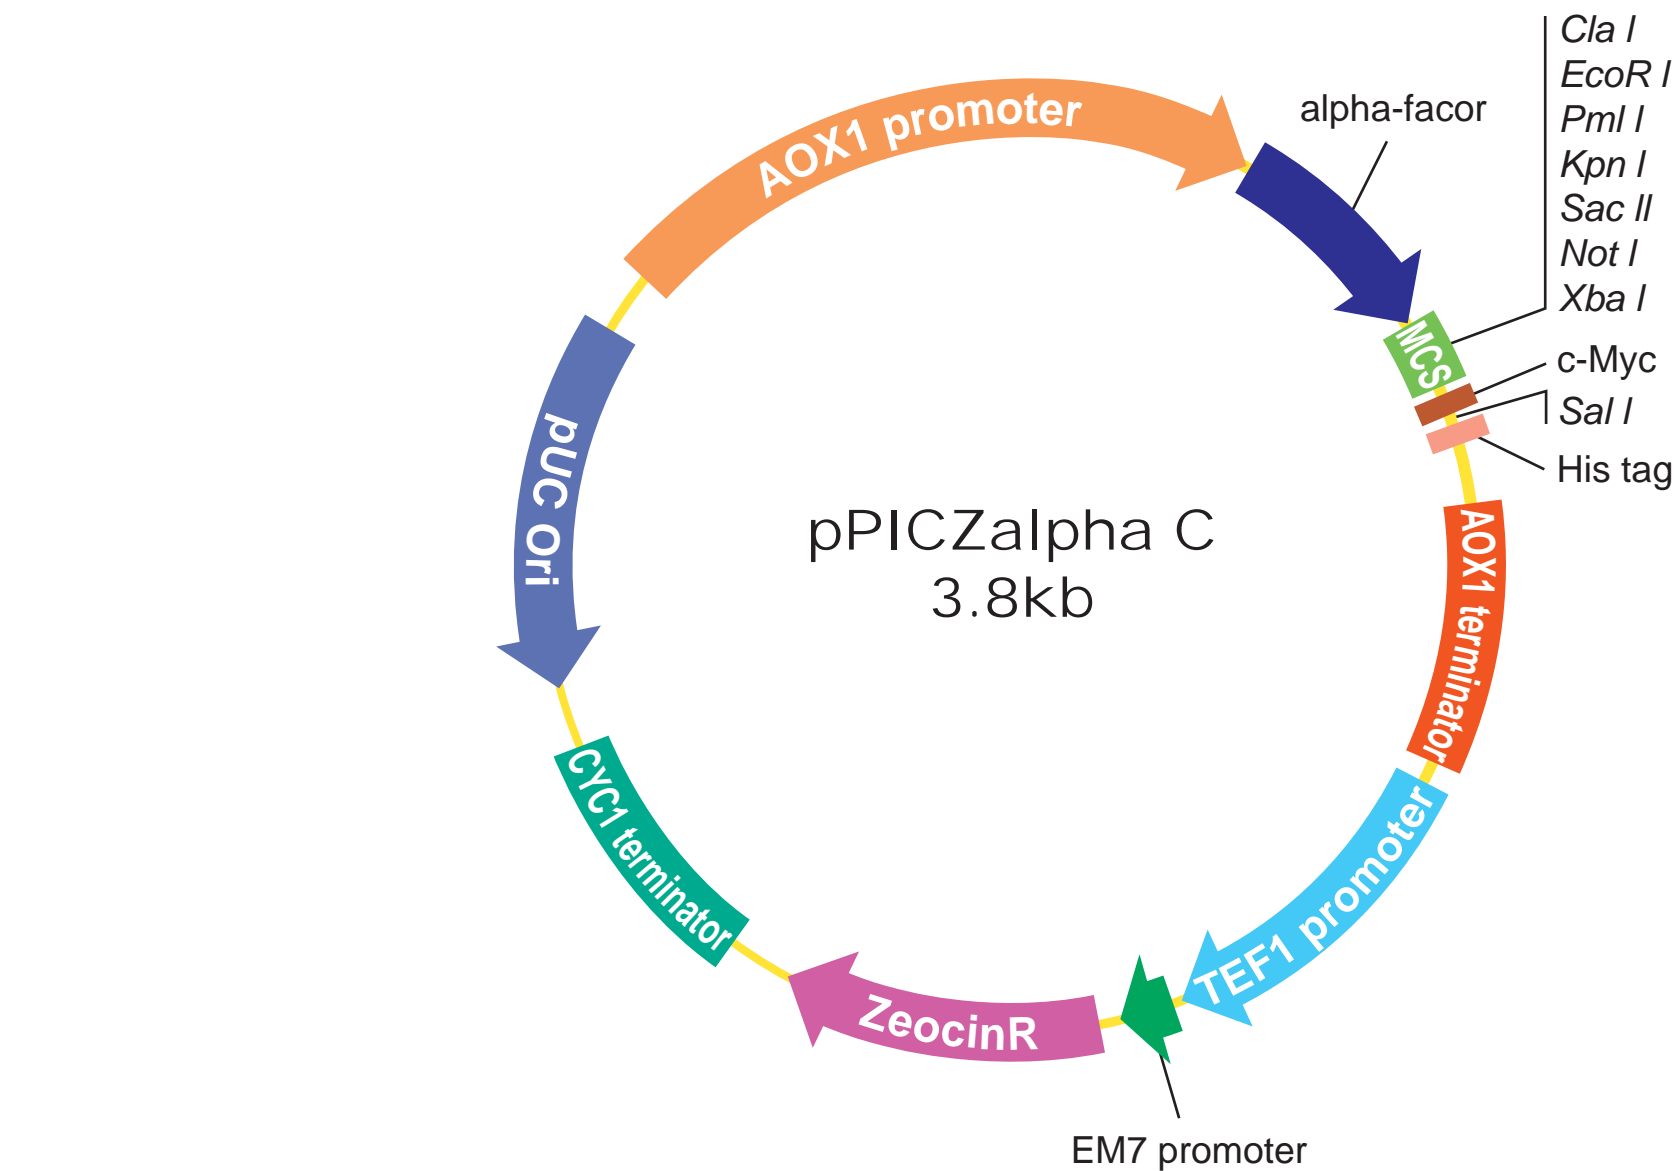 Cla I
EcoR I
Pml I
Kpn I
Sac II
Not I
Xba I
alpha-facor
AOX1 promoter
MCS
c-Myc
Sal I
His tag
pUC Ori
pPICZalpha C
3.8kb
AOX1 terminator
TEF1 promoter
CYC1 terminator
ZeocinR
EM7 promoter